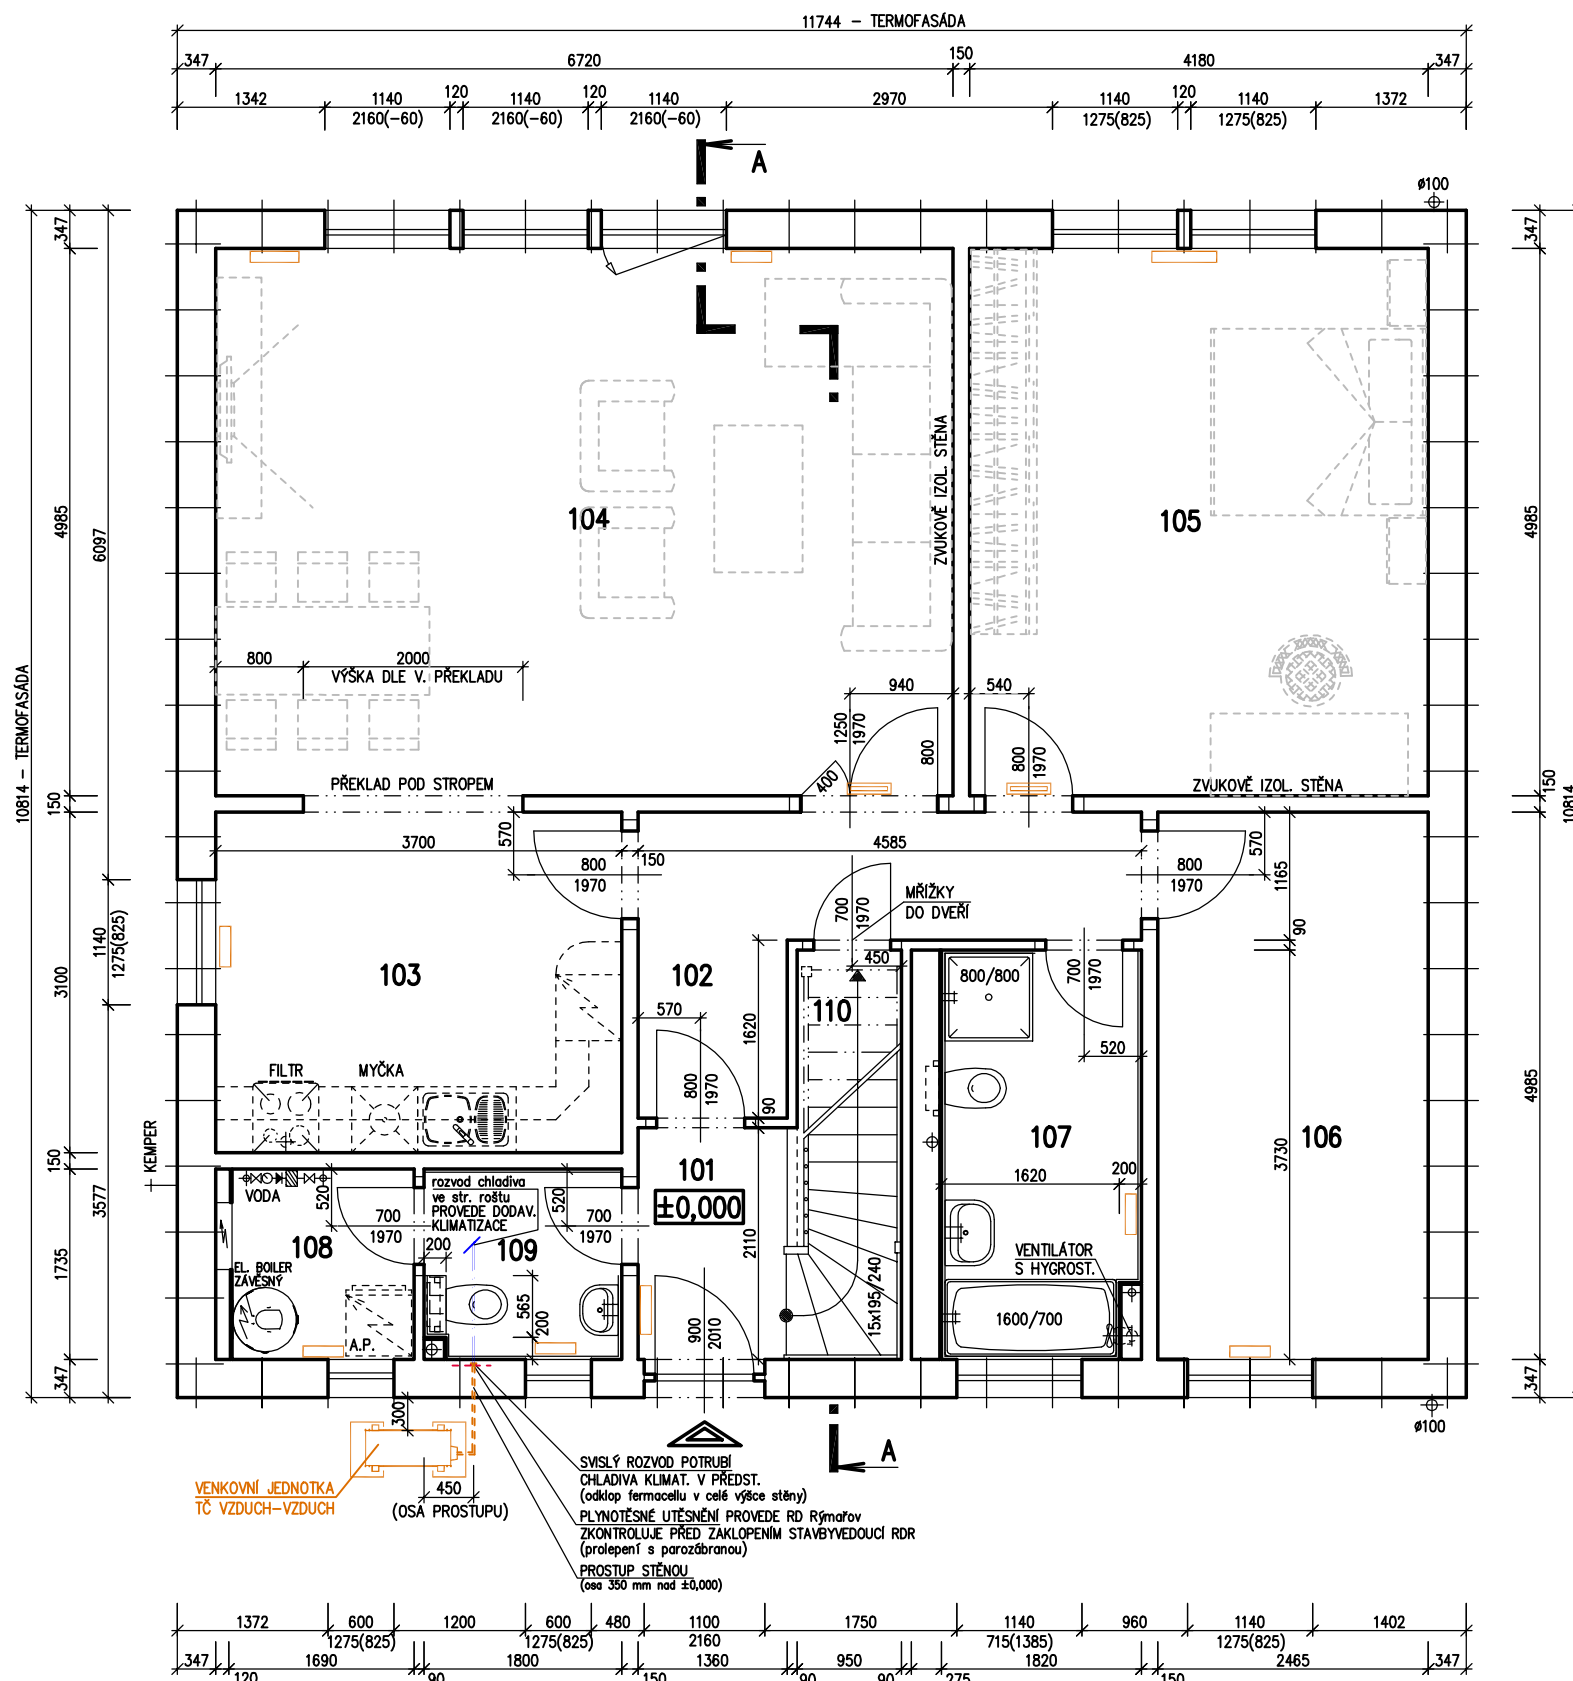 11744 – TERMOFASÁDA
347 6720 150 4180 347
1342 1140 120 1140 120 1140 2970 1140 120 1140 1372
2160(-60) 2160(-60) 2160(-60) 1275(825) 1275(825)
A
ø100
347
4985
6097
10814 – TERMOFASÁDA
150
1140
1275(825)
3100
150
KEMPER
3577
1735
347
347
4985
150
10814
4985
347
104
105
ZVUKOVĚ IZOL. STĚNA
800 2000
VÝŠKA DLE V. PŘEKLADU
940 540
1250
1970
800
800
1970
400
PŘEKLAD POD STROPEM
ZVUKOVĚ IZOL. STĚNA
570
3700
150
4585
800
1970
800
1970
570
1165
90
MŘÍŽKY
DO DVEŘÍ
700
1970
450
103
102
110
800/800
700
1970
570
1620
520
FILTR
MYČKA
800
1970
90
107
106
3730
101
±0,000
1620 200
VODA
520
rozvod chladiva
ve str. roštu
PROVEDE DODAV.
KLIMATIZACE
520
700
1970
700
1970
108
109
200
2110
VENTILÁTOR
S HYGROST.
EL. BOILER
ZÁVĚSNÝ
565
200
A.P.
900
2010
15x195/240
1600/700
300
ø100
A
VENKOVNÍ JEDNOTKA
TČ VZDUCH–VZDUCH
450
(OSA PROSTUPU)
SVISLÝ ROZVOD POTRUBÍ
CHLADIVA KLIMAT. V PŘEDST.
(odklop fermacellu v celé výšce stěny)
PLYNOTĚSNÉ UTĚSNĚNÍ PROVEDE RD Rýmařov
ZKONTROLUJE PŘED ZAKLOPENÍM STAVBYVEDOUCÍ RDR
(prolepení s parozábranou)
PROSTUP STĚNOU
(osa 350 mm nad ±0,000)
1372 600 1200 600 480 1100 1750 1140 960 1140 1402
1275(825) 1275(825) 2160 715(1385) 1275(825)
347 1690 1800 1360 950 1820 2465 347
120 90 150 90 90 275 150